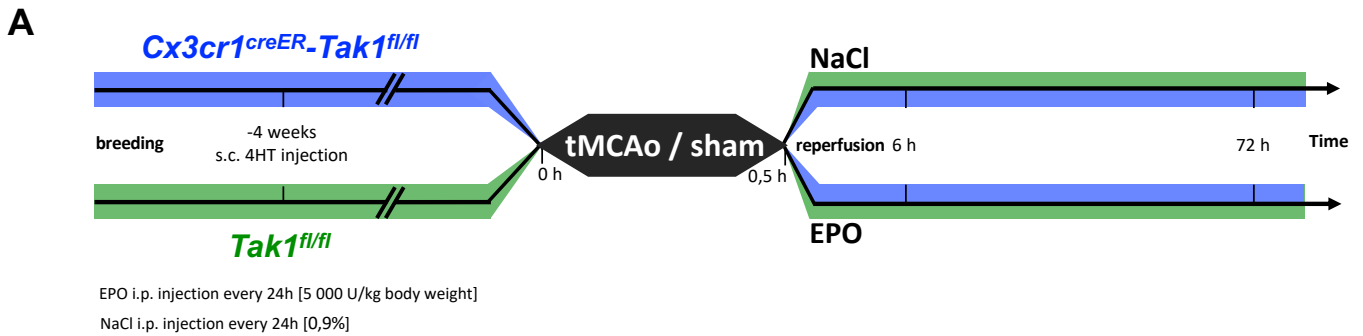 A
Cx3cr1creER-Tak1fl/fl
NaCl
breeding
-4 weeks
s.c. 4HT injection
tMCAo / sham
0 h
0,5 h
reperfusion
6 h
72 h
Time
Tak1fl/fl
EPO
EPO i.p. injection every 24h [5 000 U/kg body weight]
NaCl i.p. injection every 24h [0,9%]